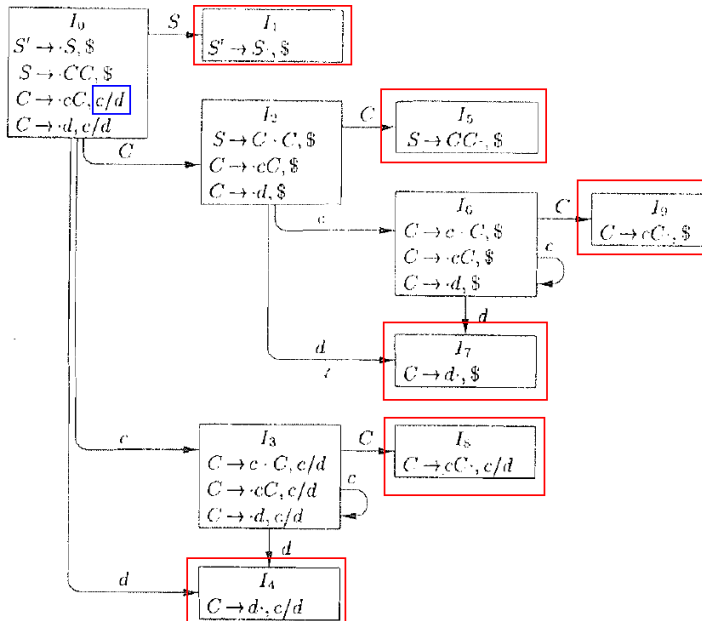 I₀
S' → ·S, $
S → ·CC, $
C → ·cC, c/d
C → ·d, c/d
S
I₁
S' → S·, $
C
I₂
S → C·C, $
C → ·cC, $
C → ·d, $
C
I₅
S → CC·, $
c
I₆
C → c·C, $
C → ·cC, $
C → ·d, $
C
I₉
C → cC·, $
c
d
d
I₇
C → d·, $
c
I₃
C → c·C, c/d
C → ·cC, c/d
C → ·d, c/d
C
I₈
C → cC·, c/d
c
d
d
I₄
C → d·, c/d